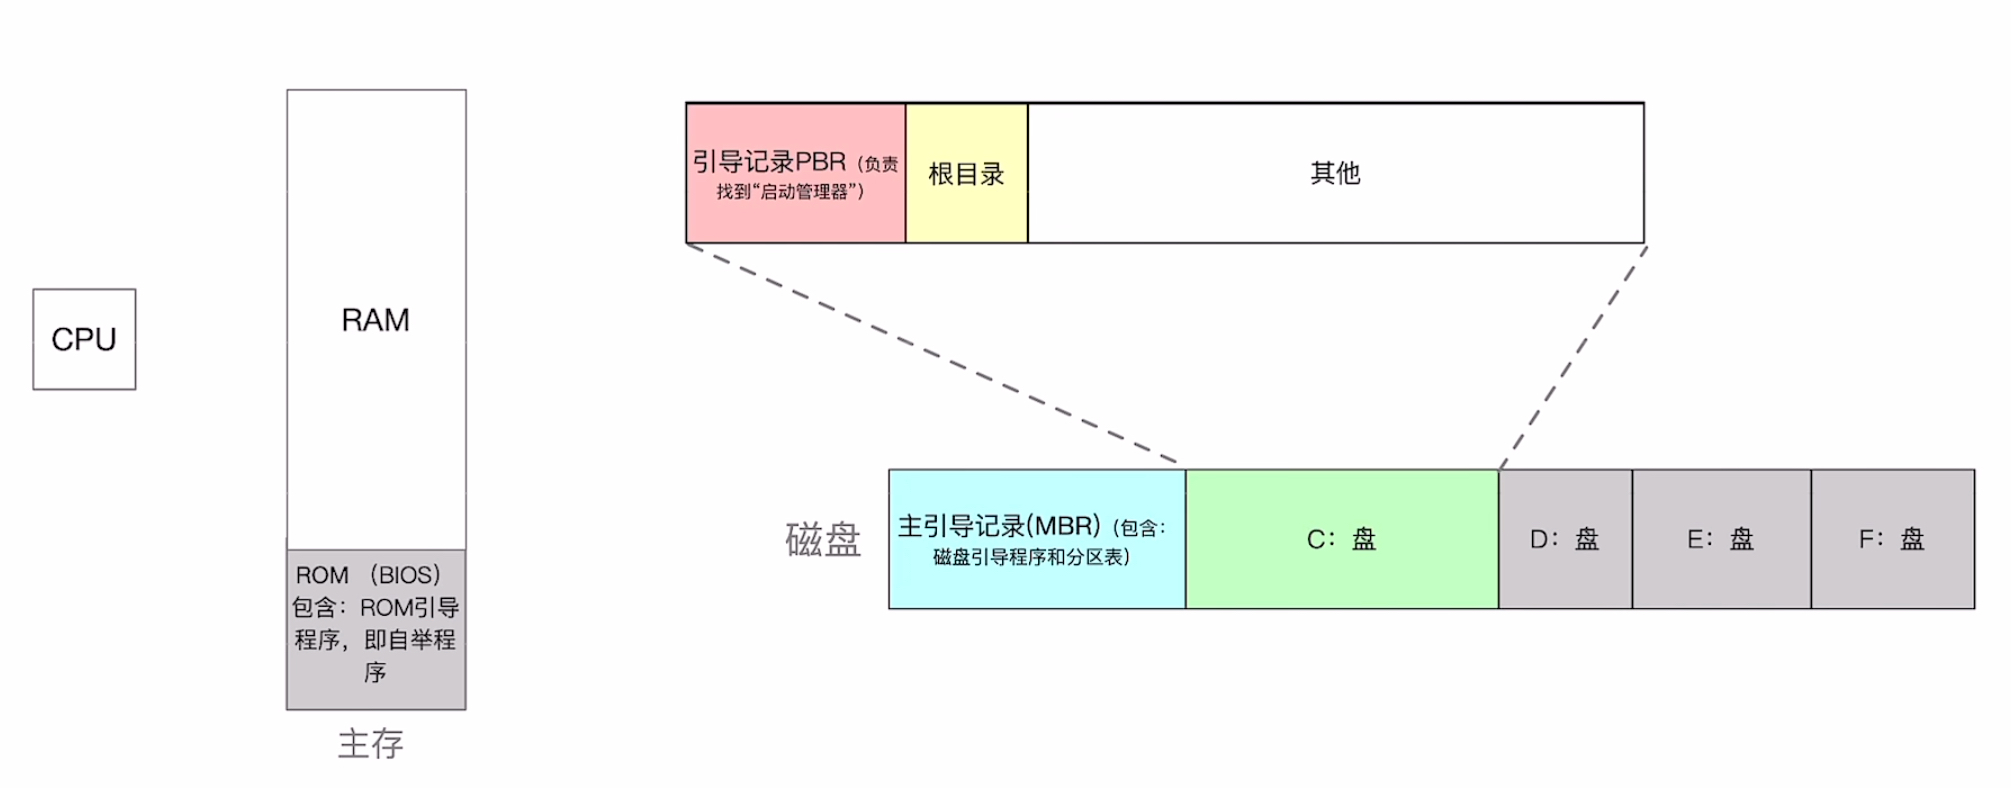 引导记录PBR（负责
找到“启动管理器”）
根目录
其他
CPU
RAM
磁盘
主引导记录(MBR)（包含：
磁盘引导程序和分区表）
C：盘
D：盘
E：盘
F：盘
ROM （BIOS）
包含：ROM引导
程序，即自举程
序
主存